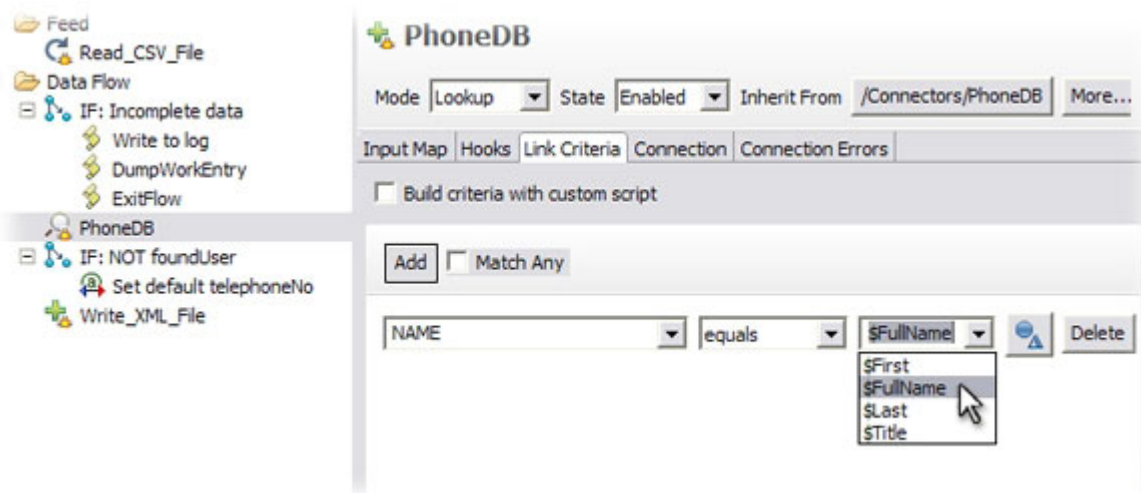 Feed
Read_CSV_File
Data Flow
IF: Incomplete data
Write to log
DumpWorkEntry
ExitFlow
PhoneDB
IF: NOT foundUser
Set default telephoneNo
Write_XML_File
PhoneDB
Mode Lookup State Enabled Inherit From /Connectors/PhoneDB More...
Input Map Hooks Link Criteria Connection Connection Errors
Build criteria with custom script
Add Match Any
NAME equals $FullName Delete
$First
$FullName
$Last
$Title